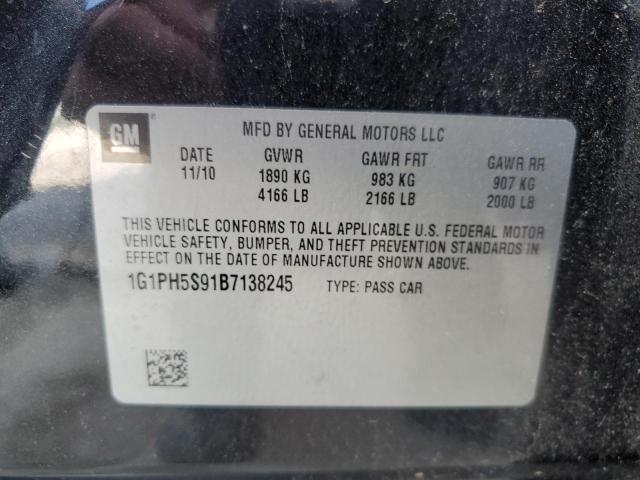 GM
MFD BY GENERAL MOTORS LLC
DATE GVWR GAWR FRT GAWR RR
11/10 1890 KG 983 KG 907 KG
4166 LB 2166 LB 2000 LB
THIS VEHICLE CONFORMS TO ALL APPLICABLE U.S. FEDERAL MOTOR
VEHICLE SAFETY, BUMPER, AND THEFT PREVENTION STANDARDS IN
EFFECT ON THE DATE OF MANUFACTURE SHOWN ABOVE.
1G1PH5S91B7138245 TYPE: PASS CAR